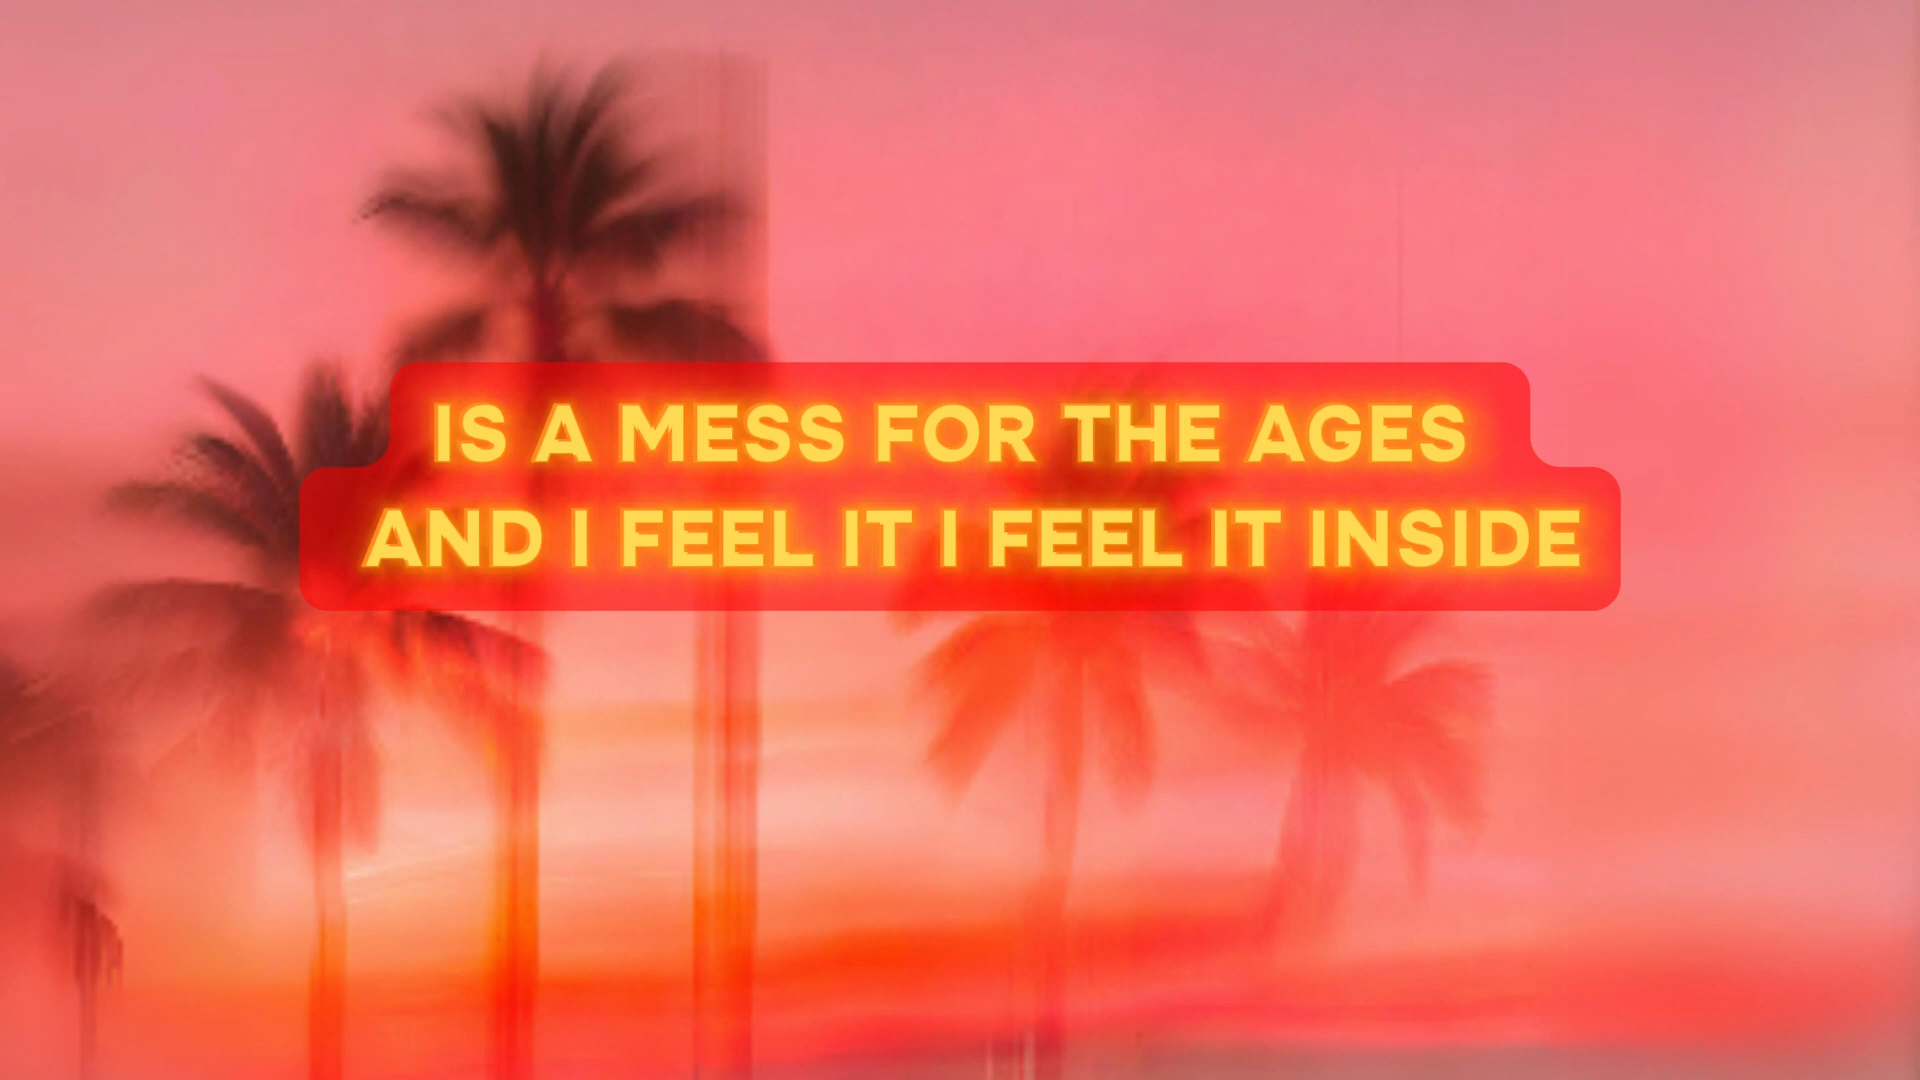 IS A MESS FOR THE AGES
AND I FEEL IT I FEEL IT INSIDE